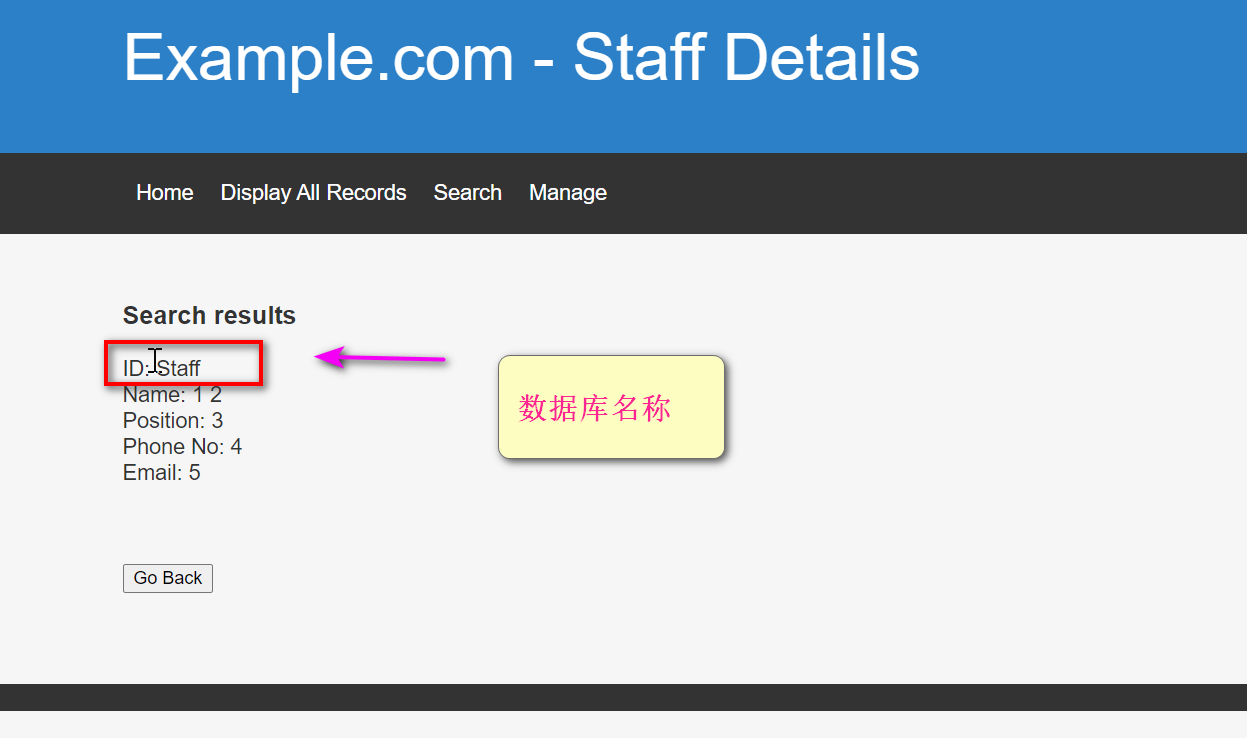 Example.com - Staff Details
Home Display All Records Search Manage
Search results
ID: Staff
Name: 1 2
Position: 3
Phone No: 4
Email: 5
数据库名称
Go Back